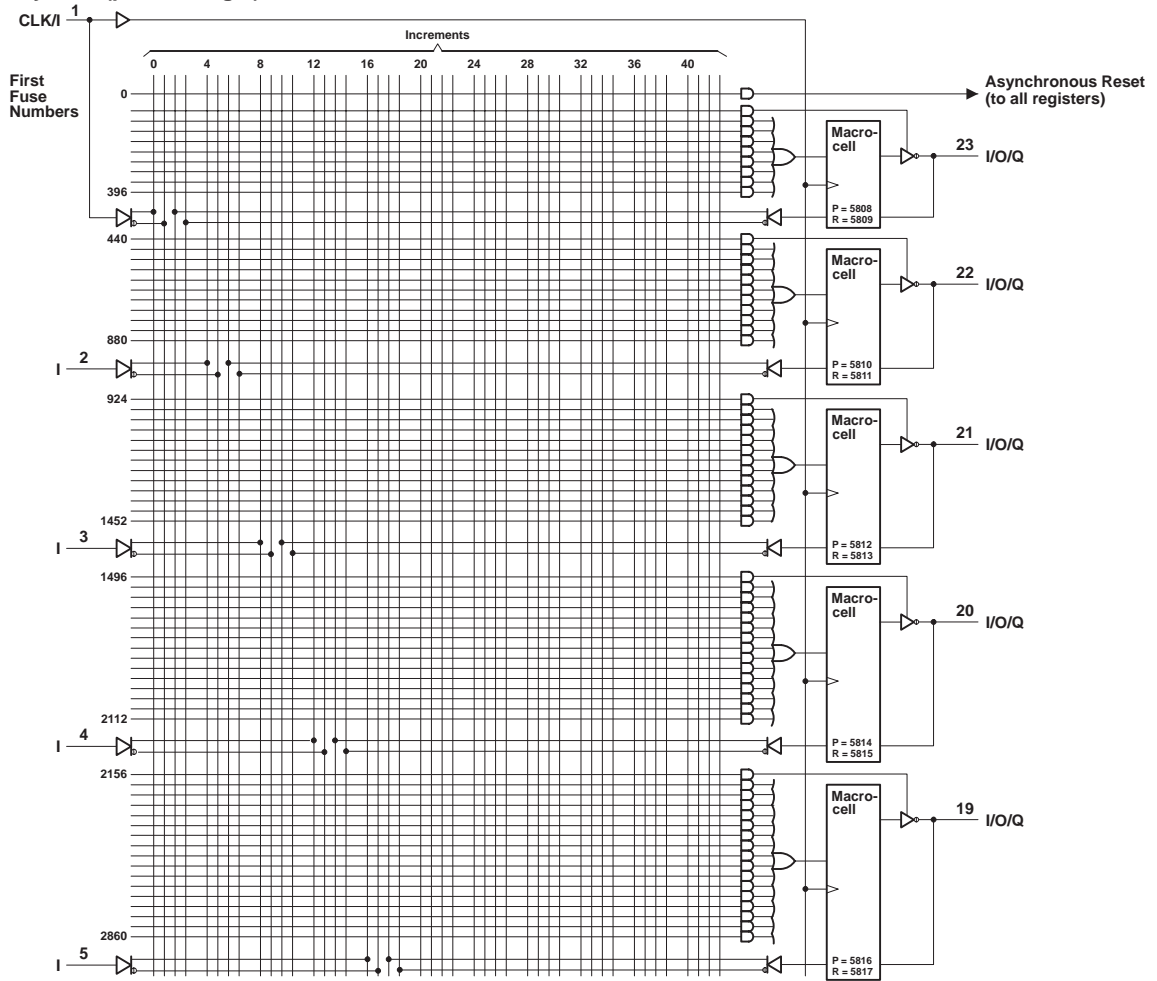 CLK/I 1
Increments
0 4 8 12 16 20 24 28 32 36 40
First
Fuse
Numbers
0
Asynchronous Reset
(to all registers)
Macro-
cell
23 I/O/Q
396
P = 5808
R = 5809
440
Macro-
cell
22 I/O/Q
880
I 2
P = 5810
R = 5811
924
Macro-
cell
21 I/O/Q
1452
I 3
P = 5812
R = 5813
1496
Macro-
cell
20 I/O/Q
2112
I 4
P = 5814
R = 5815
2156
Macro-
cell
19 I/O/Q
2860
I 5
P = 5816
R = 5817